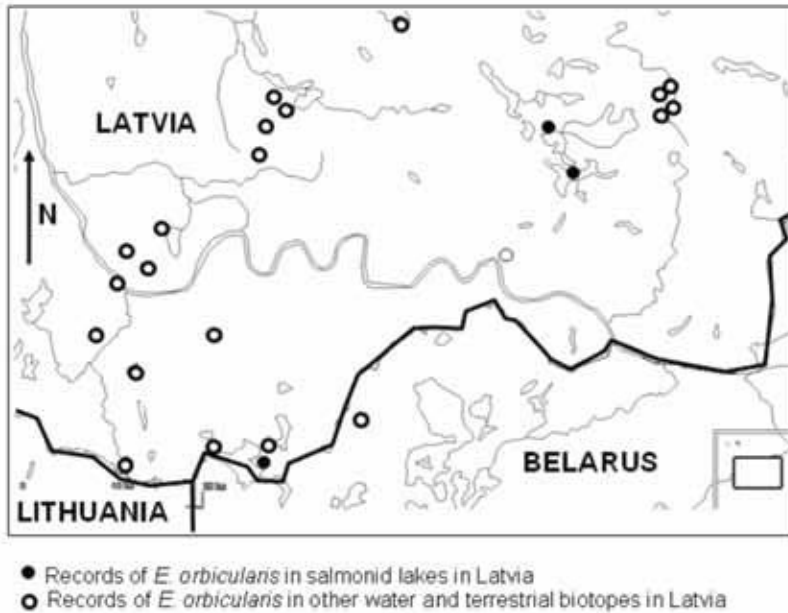 LATVIA
N
BELARUS
LITHUANIA
Records of E. orbicularis in salmonid lakes in Latvia
Records of E. orbicularis in other water and terrestrial biotopes in Latvia